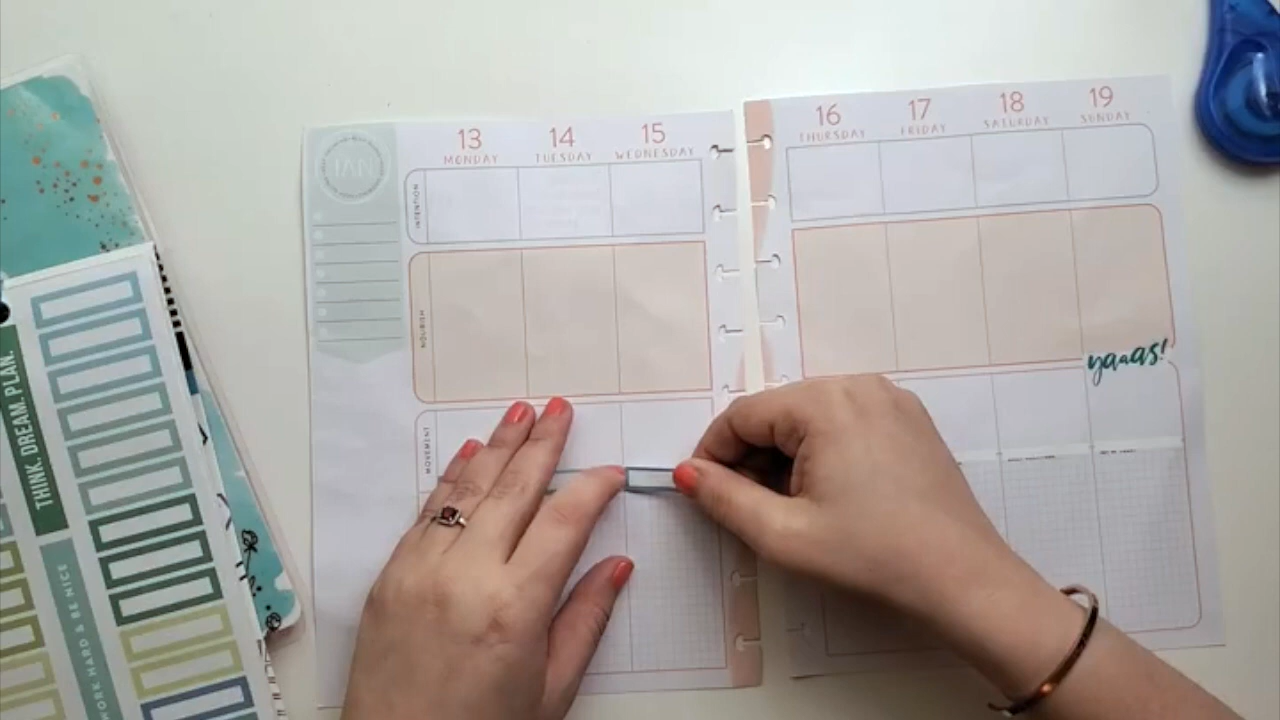 JAN
13
MONDAY
14
TUESDAY
15
WEDNESDAY
16
THURSDAY
17
FRIDAY
18
SATURDAY
19
SUNDAY
INTENTION
NOURISH
MOVEMENT
yaaas!
THINK. DREAM. PLAN.
WORK HARD & BE NICE